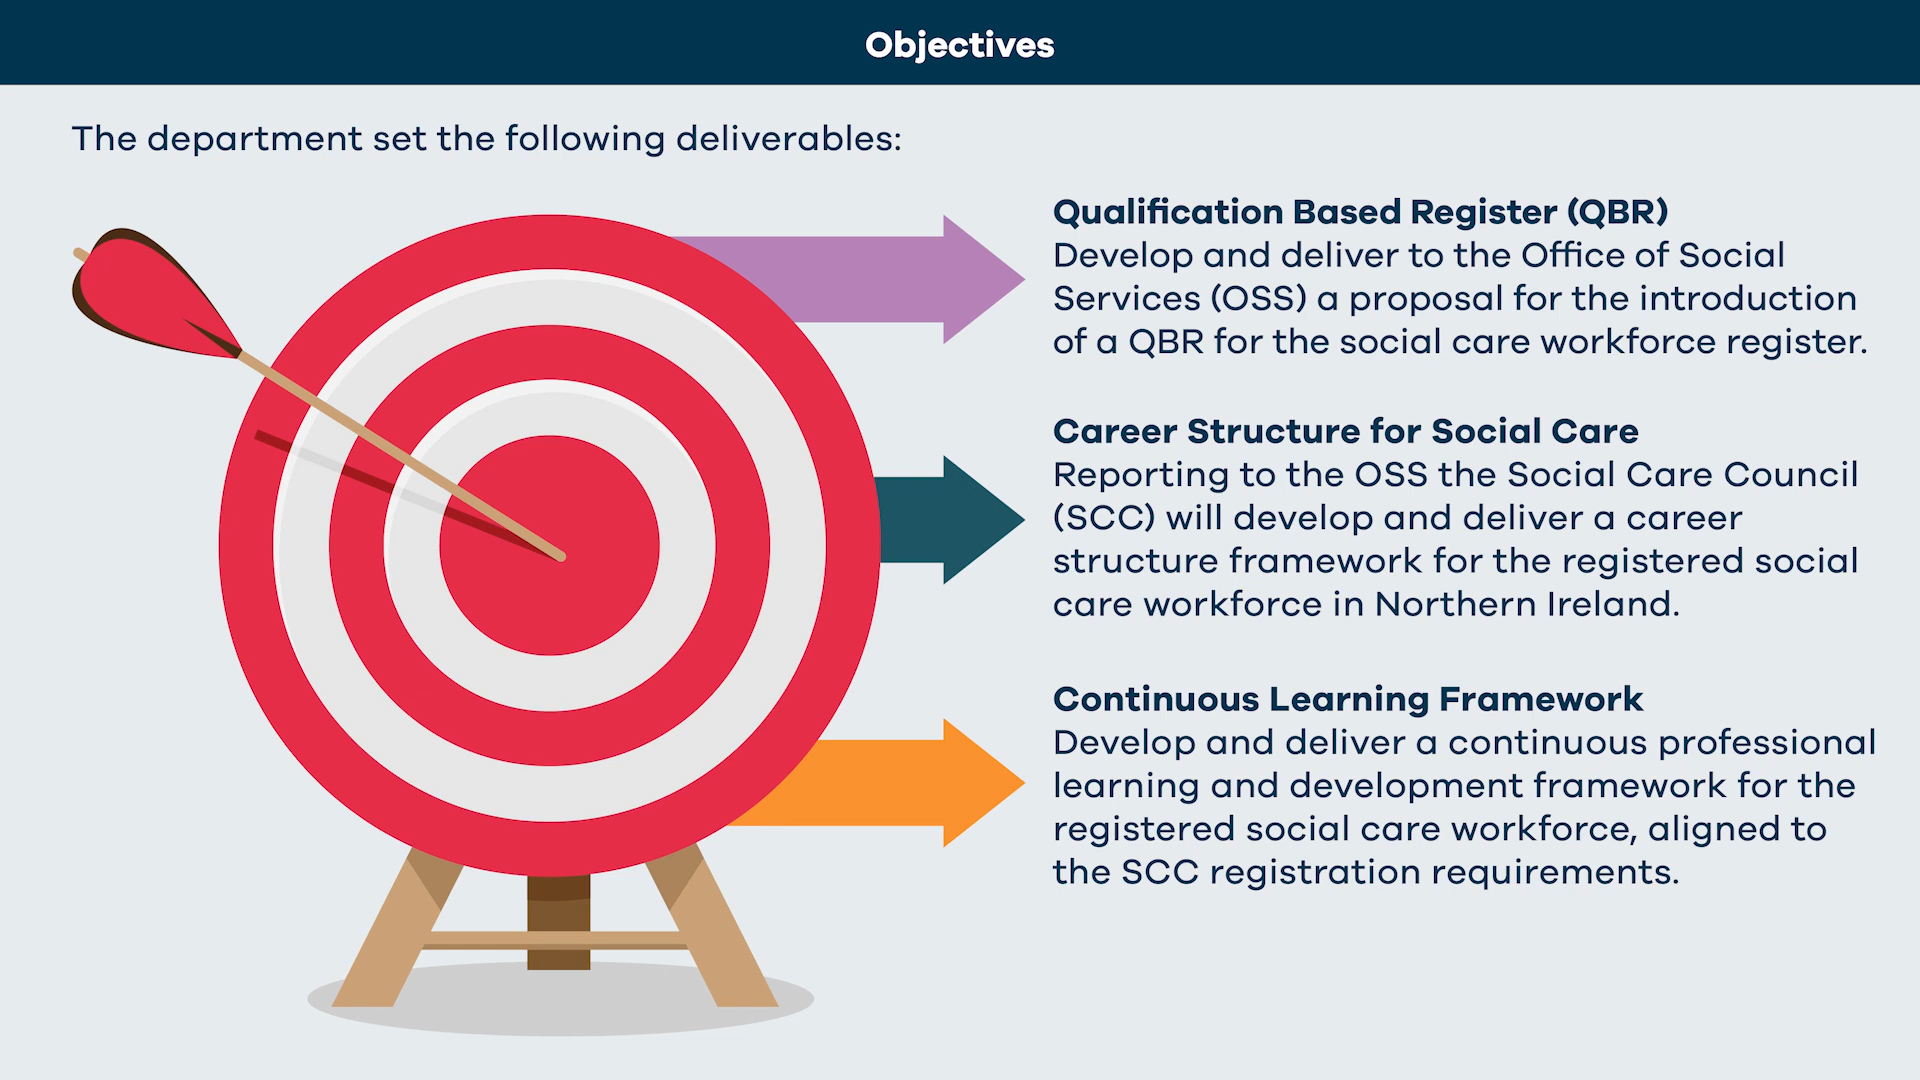 Objectives
The department set the following deliverables:
Qualification Based Register (QBR)
Develop and deliver to the Office of Social
Services (OSS) a proposal for the introduction
of a QBR for the social care workforce register.
Career Structure for Social Care
Reporting to the OSS the Social Care Council
(SCC) will develop and deliver a career
structure framework for the registered social
care workforce in Northern Ireland.
Continuous Learning Framework
Develop and deliver a continuous professional
learning and development framework for the
registered social care workforce, aligned to
the SCC registration requirements.